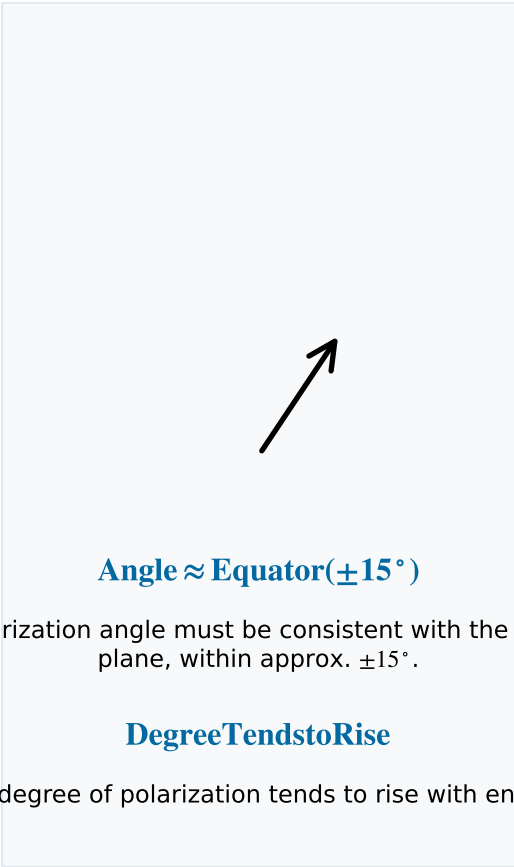 Angle ≈ Equator(±15°)
rization angle must be consistent with the
plane, within approx. ±15°.
DegreeTendstoRise
degree of polarization tends to rise with en